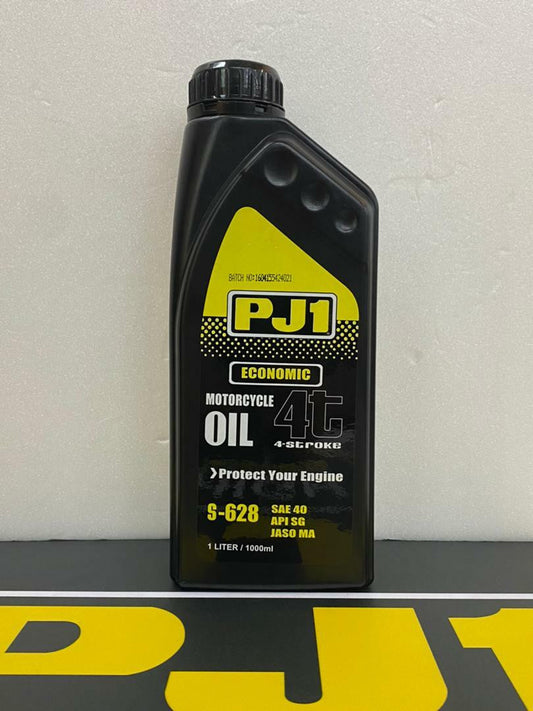 BATCH NO:1604155424021
PJ1
ECONOMIC
MOTORCYCLE
OIL
4t
4-STROKE
❯Protect Your Engine
S-628
SAE 40
API SG
JASO MA
1 LITER / 1000ml
PJ1